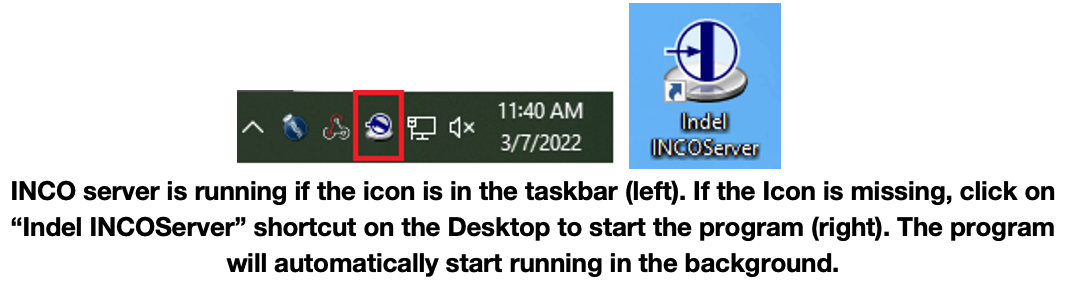 11:40 AM
3/7/2022
Indel
INCOServer
INCO server is running if the icon is in the taskbar (left). If the Icon is missing, click on
“Indel INCOServer” shortcut on the Desktop to start the program (right). The program
will automatically start running in the background.